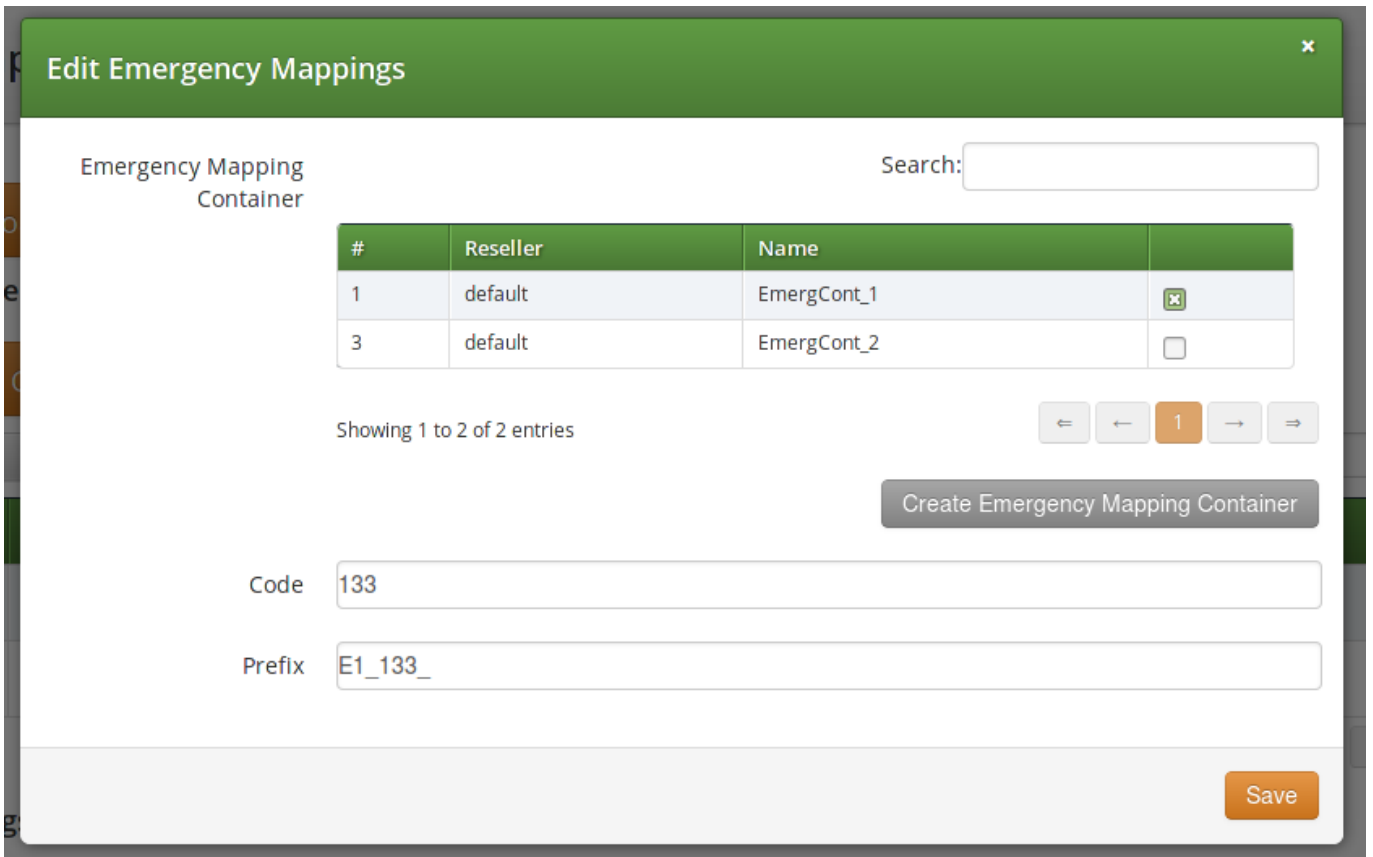 Edit Emergency Mappings
Emergency Mapping
Container
Search:
# Reseller Name
1 default EmergCont_1
3 default EmergCont_2
Showing 1 to 2 of 2 entries
⇐ ← 1 → ⇒
Create Emergency Mapping Container
Code 133
Prefix E1_133_
Save